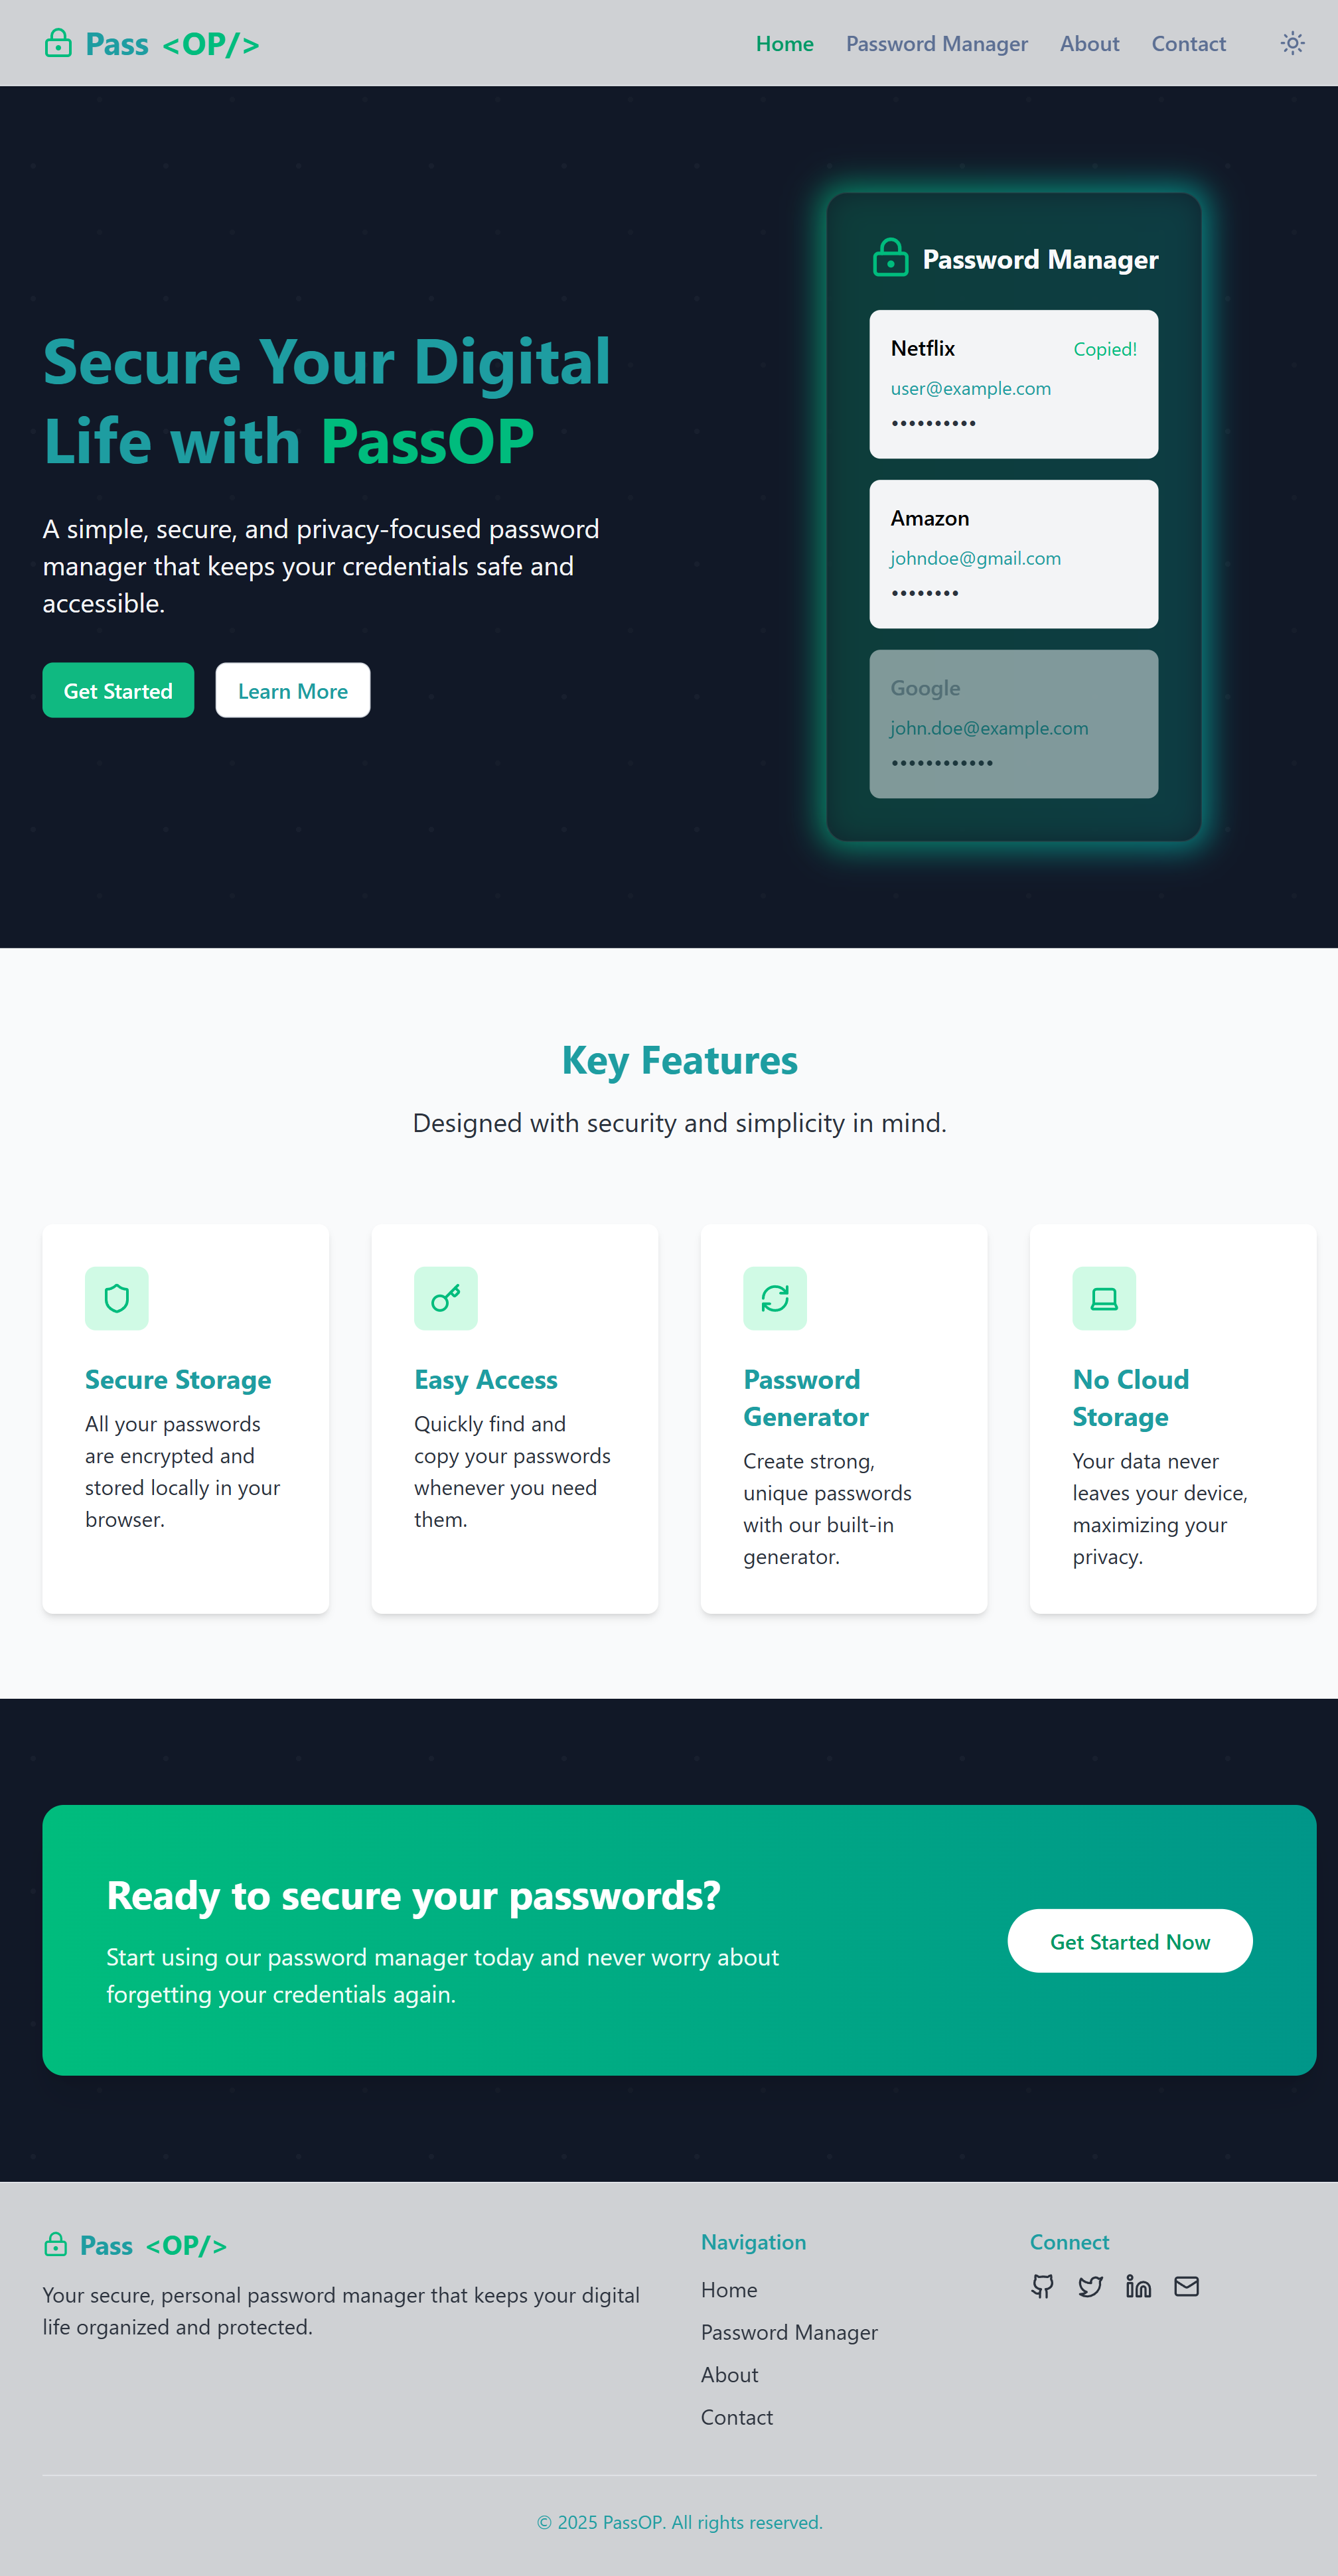 Pass <OP/>
Home Password Manager About Contact
Secure Your Digital
Life with PassOP
A simple, secure, and privacy-focused password
manager that keeps your credentials safe and
accessible.
Get Started Learn More
Password Manager
Netflix Copied!
user@example.com
••••••••••
Amazon
johndoe@gmail.com
••••••••
Google
john.doe@example.com
••••••••••••
Key Features
Designed with security and simplicity in mind.
Secure Storage
All your passwords
are encrypted and
stored locally in your
browser.
Easy Access
Quickly find and
copy your passwords
whenever you need
them.
Password
Generator
Create strong,
unique passwords
with our built-in
generator.
No Cloud
Storage
Your data never
leaves your device,
maximizing your
privacy.
Ready to secure your passwords?
Start using our password manager today and never worry about
forgetting your credentials again.
Get Started Now
Pass <OP/>
Your secure, personal password manager that keeps your digital
life organized and protected.
Navigation
Home
Password Manager
About
Contact
Connect
© 2025 PassOP. All rights reserved.